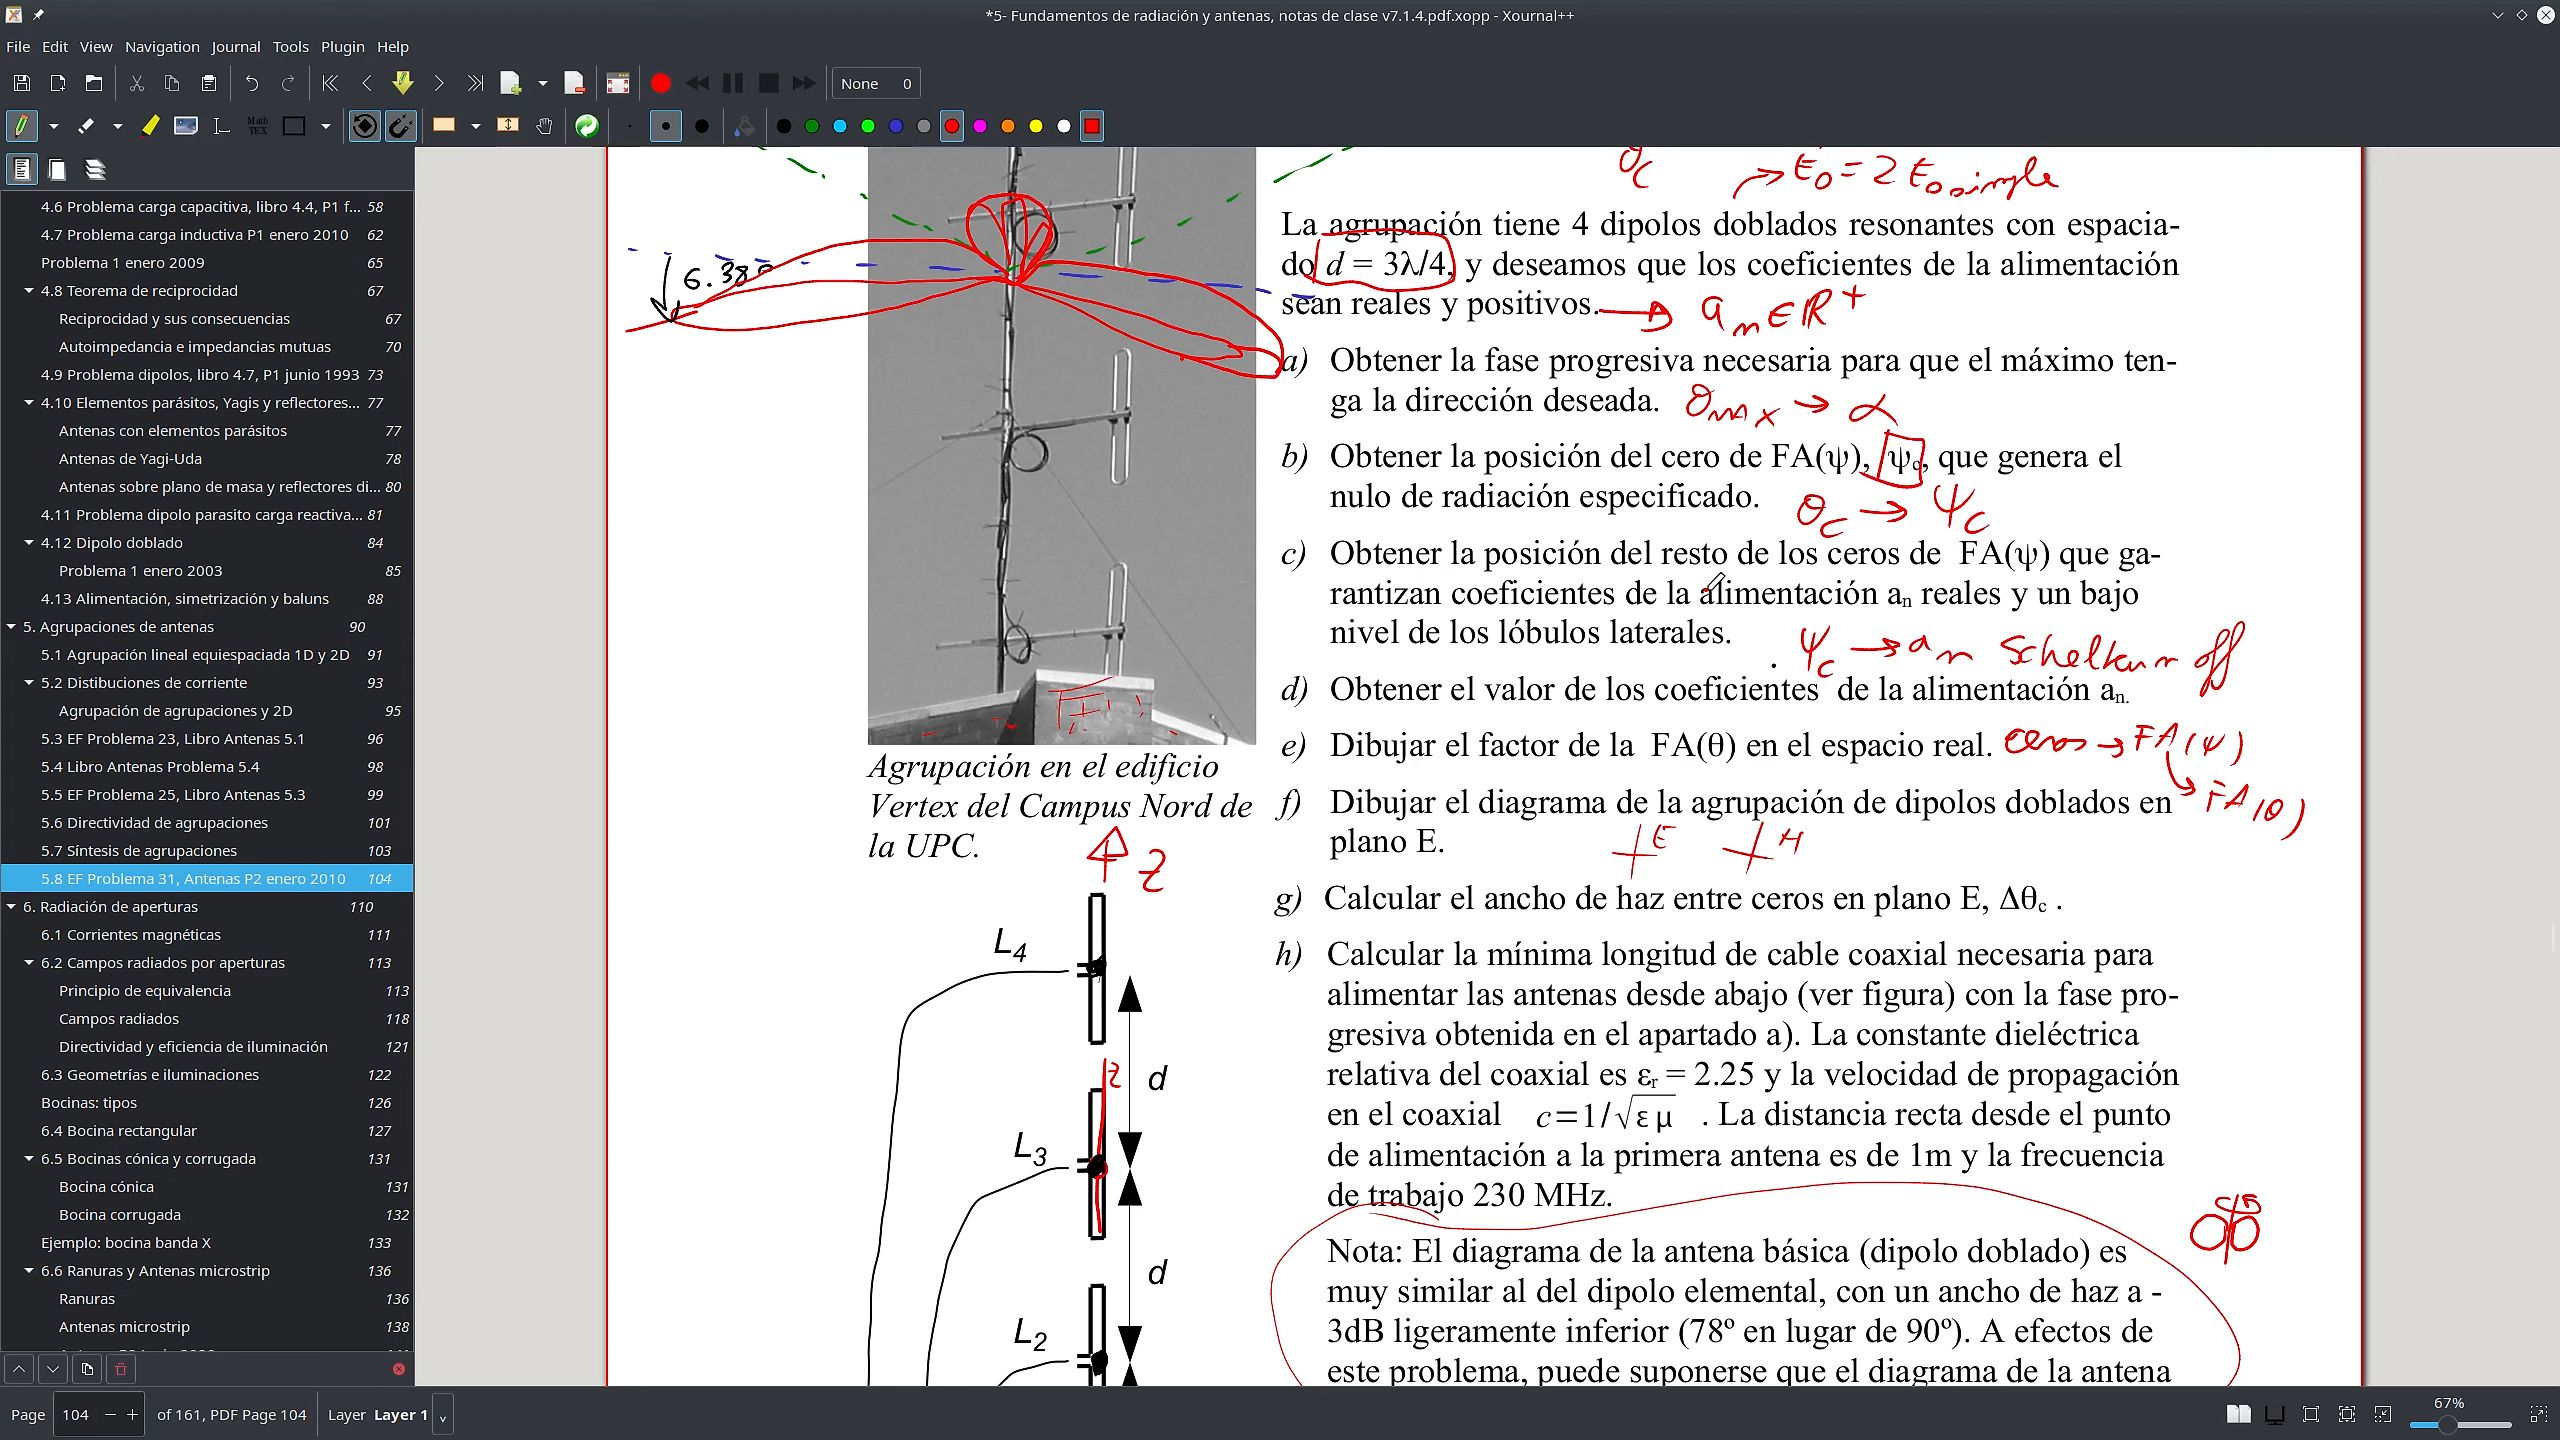 *5- Fundamentos de radiación y antenas, notas de clase v7.1.4.pdf.xopp - Xournal++
File Edit View Navigation Journal Tools Plugin Help
None 0
Math
TEX
4.6 Problema carga capacitiva, libro 4.4, P1 f... 58
4.7 Problema carga inductiva P1 enero 2010 62
Problema 1 enero 2009 65
4.8 Teorema de reciprocidad 67
Reciprocidad y sus consecuencias 67
Autoimpedancia e impedancias mutuas 70
4.9 Problema dipolos, libro 4.7, P1 junio 1993 73
4.10 Elementos parásitos, Yagis y reflectores... 77
Antenas con elementos parásitos 77
Antenas de Yagi-Uda 78
Antenas sobre plano de masa y reflectores di... 80
4.11 Problema dipolo parasito carga reactiva... 81
4.12 Dipolo doblado 84
Problema 1 enero 2003 85
4.13 Alimentación, simetrización y baluns 88
5. Agrupaciones de antenas 90
5.1 Agrupación lineal equiespaciada 1D y 2D 91
5.2 Distibuciones de corriente 93
Agrupación de agrupaciones y 2D 95
5.3 EF Problema 23, Libro Antenas 5.1 96
5.4 Libro Antenas Problema 5.4 98
5.5 EF Problema 25, Libro Antenas 5.3 99
5.6 Directividad de agrupaciones 101
5.7 Síntesis de agrupaciones 103
5.8 EF Problema 31, Antenas P2 enero 2010 104
6. Radiación de aperturas 110
6.1 Corrientes magnéticas 111
6.2 Campos radiados por aperturas 113
Principio de equivalencia 113
Campos radiados 118
Directividad y eficiencia de iluminación 121
6.3 Geometrías e iluminaciones 122
Bocinas: tipos 126
6.4 Bocina rectangular 127
6.5 Bocinas cónica y corrugada 131
Bocina cónica 131
Bocina corrugada 132
Ejemplo: bocina banda X 133
6.6 Ranuras y Antenas microstrip 136
Ranuras 136
Antenas microstrip 138
θc
→ E0 = 2 E0 simple
6.38º
La agrupación tiene 4 dipolos doblados resonantes con espacia-
do d = 3λ/4, y deseamos que los coeficientes de la alimentación
sean reales y positivos. → an ∈ R+
a) Obtener la fase progresiva necesaria para que el máximo ten-
ga la dirección deseada. θmax → α
b) Obtener la posición del cero de FA(ψ), ψc, que genera el
nulo de radiación especificado. θc → ψc
c) Obtener la posición del resto de los ceros de FA(ψ) que ga-
rantizan coeficientes de la alimentación an reales y un bajo
nivel de los lóbulos laterales.
ψc → an Schelkunoff
d) Obtener el valor de los coeficientes de la alimentación an.
e) Dibujar el factor de la FA(θ) en el espacio real. ceros → FA(ψ)
→ FA(θ)
f) Dibujar el diagrama de la agrupación de dipolos doblados en
plano E. E H
g) Calcular el ancho de haz entre ceros en plano E, Δθc .
h) Calcular la mínima longitud de cable coaxial necesaria para
alimentar las antenas desde abajo (ver figura) con la fase pro-
gresiva obtenida en el apartado a). La constante dieléctrica
relativa del coaxial es εr = 2.25 y la velocidad de propagación
en el coaxial c=1/√ε μ . La distancia recta desde el punto
de alimentación a la primera antena es de 1m y la frecuencia
de trabajo 230 MHz.
Nota: El diagrama de la antena básica (dipolo doblado) es
muy similar al del dipolo elemental, con un ancho de haz a -
3dB ligeramente inferior (78º en lugar de 90º). A efectos de
este problema, puede suponerse que el diagrama de la antena
Agrupación en el edificio
Vertex del Campus Nord de
la UPC.
z
L4
d
z
L3
d
L2
Page 104 − + of 161, PDF Page 104 Layer Layer 1
67%